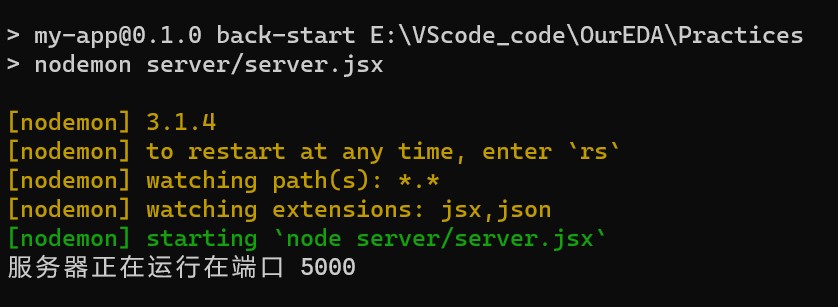 > my-app@0.1.0 back-start E:\VScode_code\OurEDA\Practices
> nodemon server/server.jsx
[nodemon] 3.1.4
[nodemon] to restart at any time, enter `rs`
[nodemon] watching path(s): *.*
[nodemon] watching extensions: jsx,json
[nodemon] starting `node server/server.jsx`
服务器正在运行在端口 5000